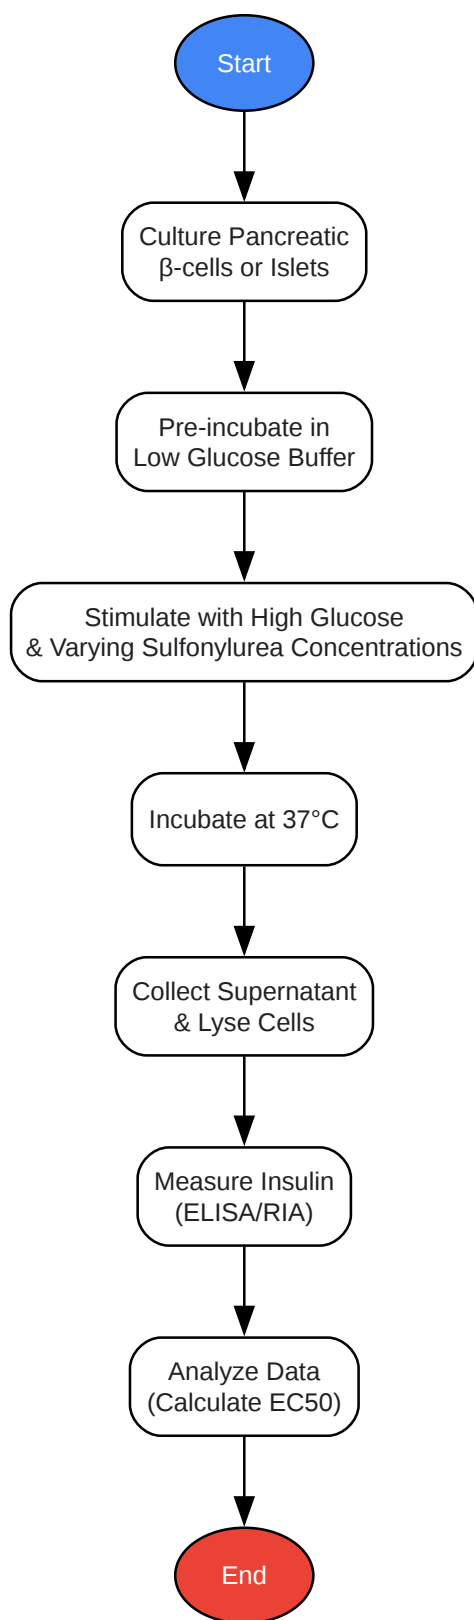 Start
Culture Pancreatic
β-cells or Islets
Pre-incubate in
Low Glucose Buffer
Stimulate with High Glucose
& Varying Sulfonylurea Concentrations
Incubate at 37°C
Collect Supernatant
& Lyse Cells
Measure Insulin
(ELISA/RIA)
Analyze Data
(Calculate EC50)
End